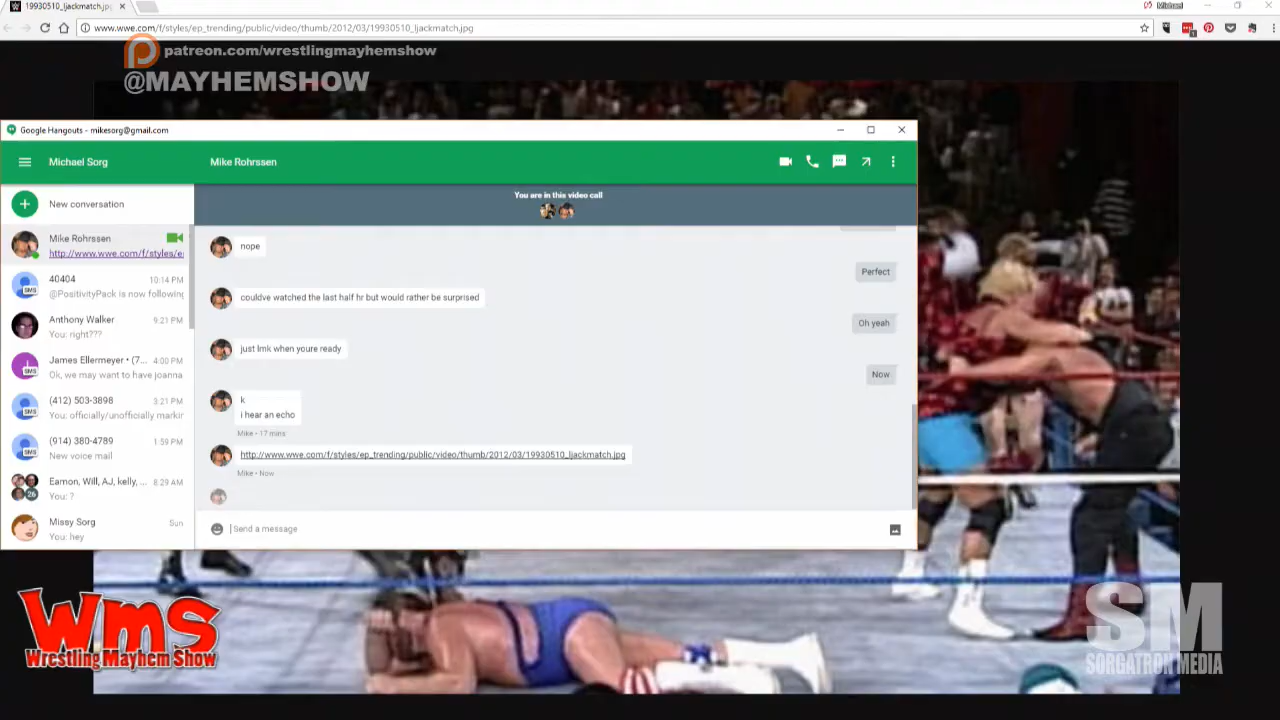 19930510_ljackmatch.jp
Michael
www.wwe.com/f/styles/ep_trending/public/video/thumb/2012/03/19930510_ljackmatch.jpg
patreon.com/wrestlingmayhemshow
@MAYHEMSHOW
Google Hangouts - mikesorg@gmail.com
Michael Sorg
Mike Rohrssen
You are in this video call
New conversation
Mike Rohrssen
http://www.wwe.com/f/styles/e
40404 10:14 PM
@PositivityPack is now following
Anthony Walker 9:21 PM
You: right???
James Ellermeyer • (7... 4:00 PM
SMS Ok, we may want to have joanna
(412) 503-3898 3:21 PM
SMS You: officially/unofficially markin
(914) 380-4789 1:59 PM
SMS New voice mail
Eamon, Will, AJ, kelly, ... 8:29 AM
26 You: ?
Missy Sorg Sun
You: hey
nope
Perfect
couldve watched the last half hr but would rather be surprised
Oh yeah
just lmk when youre ready
Now
k
i hear an echo
Mike • 17 mins
http://www.wwe.com/f/styles/ep_trending/public/video/thumb/2012/03/19930510_ljackmatch.jpg
Mike • Now
Send a message
Wms
Wrestling Mayhem Show
SM
SORGATRON MEDIA